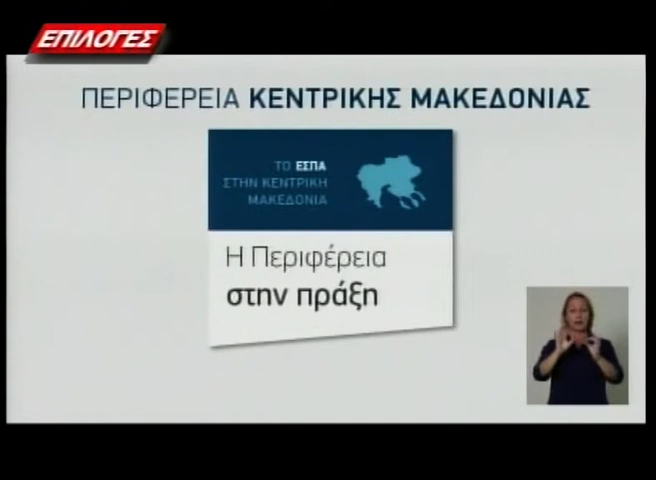 ΕΠΙΛΟΓΕΣ
ΠΕΡΙΦΕΡΕΙΑ ΚΕΝΤΡΙΚΗΣ ΜΑΚΕΔΟΝΙΑΣ
ΤΟ ΕΣΠΑ
ΣΤΗΝ ΚΕΝΤΡΙΚΗ
ΜΑΚΕΔΟΝΙΑ
Η Περιφέρεια
στην πράξη